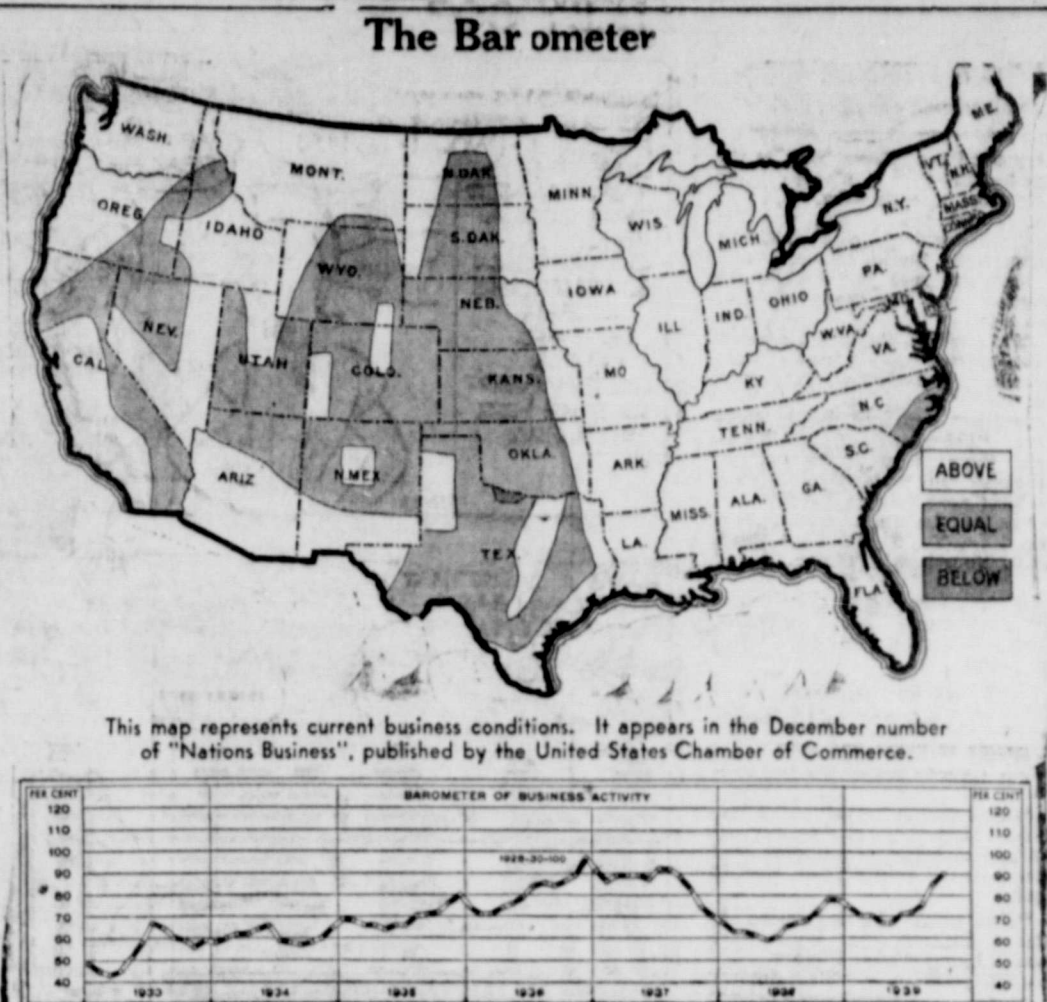 The Bar ometer
WASH.
MONT.
N.DAK.
MINN
ME.
VT.
N.H.
OREG.
IDAHO
S.DAK.
WIS.
MICH
N.Y.
MASS
CONN.
WYO.
NEB.
IOWA
PA.
NEV.
ILL
IND.
OHIO
MD.
CAL
UTAH
COLO.
KANS.
MO
W.VA.
VA.
KY
ARIZ
N.MEX.
OKLA.
ARK
TENN.
N.C
S.C.
TEX
LA.
MISS.
ALA.
GA.
FLA.
ABOVE
EQUAL
BELOW
This map represents current business conditions. It appears in the December number
of "Nations Business", published by the United States Chamber of Commerce.
PER CENT BAROMETER OF BUSINESS ACTIVITY PER CENT
120 120
110 110
100 1928-30-100 100
90 90
80 80
70 70
60 60
50 50
40 40
1933 1934 1935 1936 1937 1938 1939